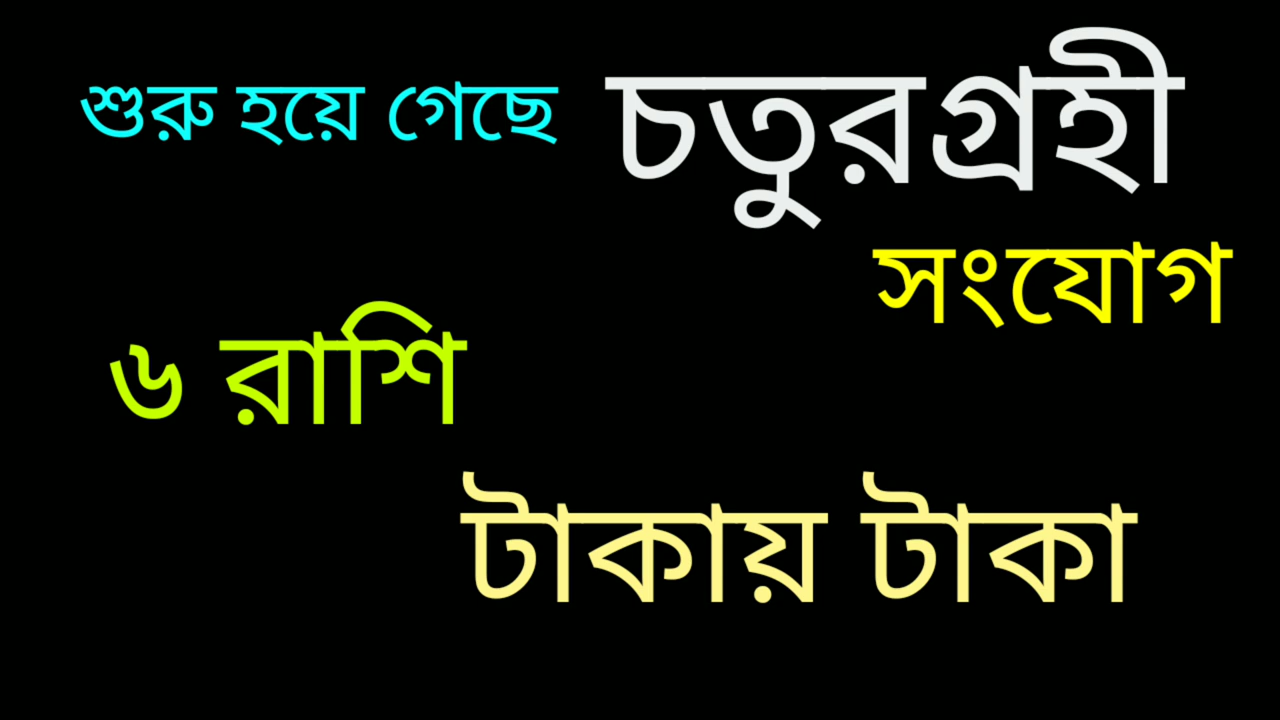 শুরু হয়ে গেছে চতুরগ্রহী
সংযোগ
৬ রাশি
টাকায় টাকা